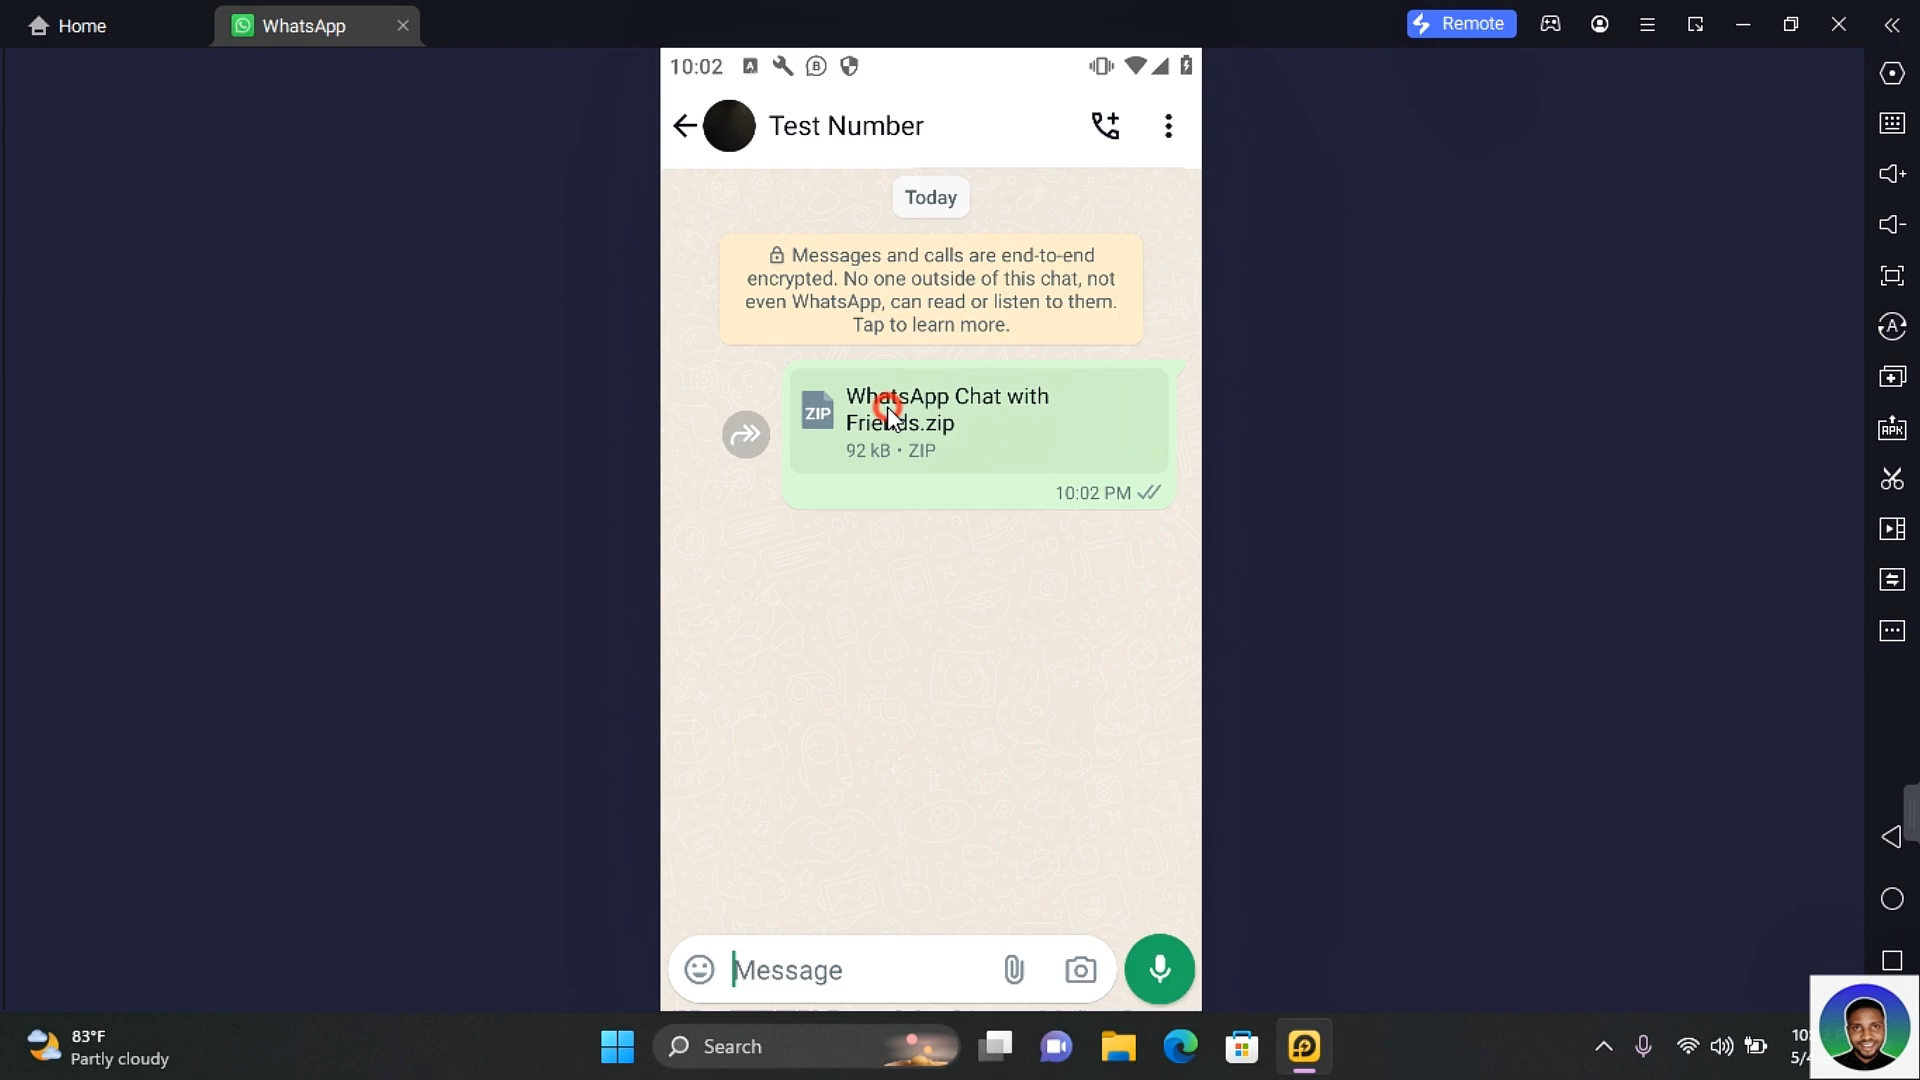 Home
WhatsApp
Remote
10:02
Test Number
Today
Messages and calls are end-to-end
encrypted. No one outside of this chat, not
even WhatsApp, can read or listen to them.
Tap to learn more.
ZIP
WhatsApp Chat with
Friends.zip
92 kB • ZIP
10:02 PM
Message
APK
83°F
Partly cloudy
Search